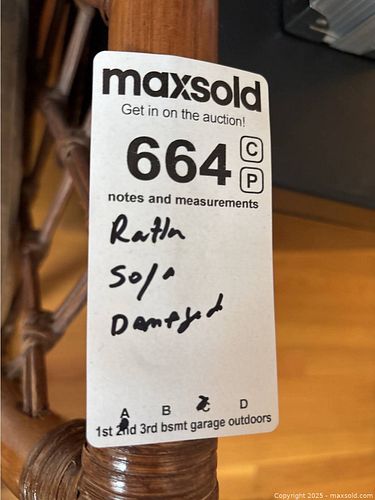 maxsold
Get in on the auction!
664 C
P
notes and measurements
Rattan
Sofa
Damaged
A B C D
1st 2nd 3rd bsmt garage outdoors
Copyright 2025 - maxsold.com